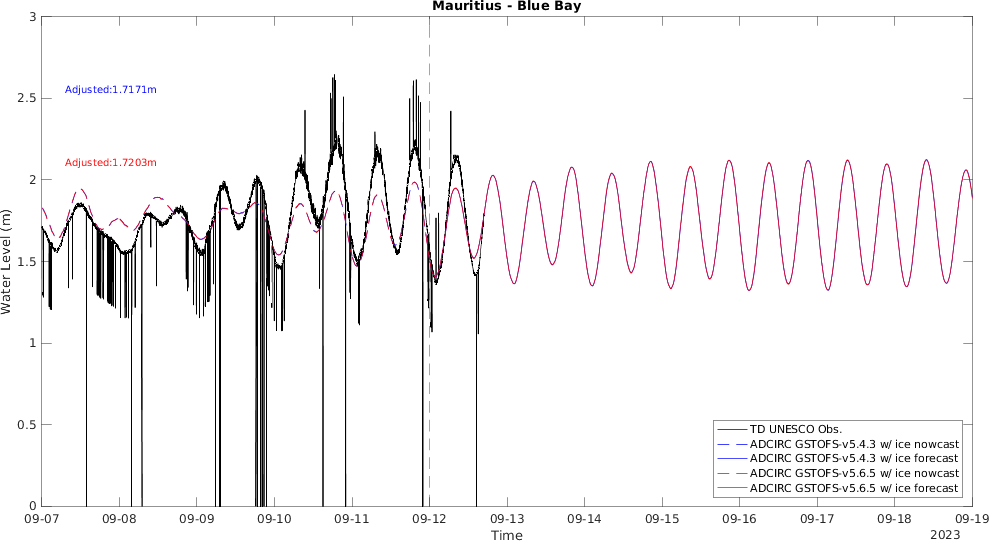 Mauritius - Blue Bay
3
2.5
2
1.5
1
0.5
0
Water Level (m)
Adjusted:1.7171m
Adjusted:1.7203m
TD UNESCO Obs.
ADCIRC GSTOFS-v5.4.3 w/ ice nowcast
ADCIRC GSTOFS-v5.4.3 w/ ice forecast
ADCIRC GSTOFS-v5.6.5 w/ ice nowcast
ADCIRC GSTOFS-v5.6.5 w/ ice forecast
09-07 09-08 09-09 09-10 09-11 09-12 09-13 09-14 09-15 09-16 09-17 09-18 09-19
Time
2023